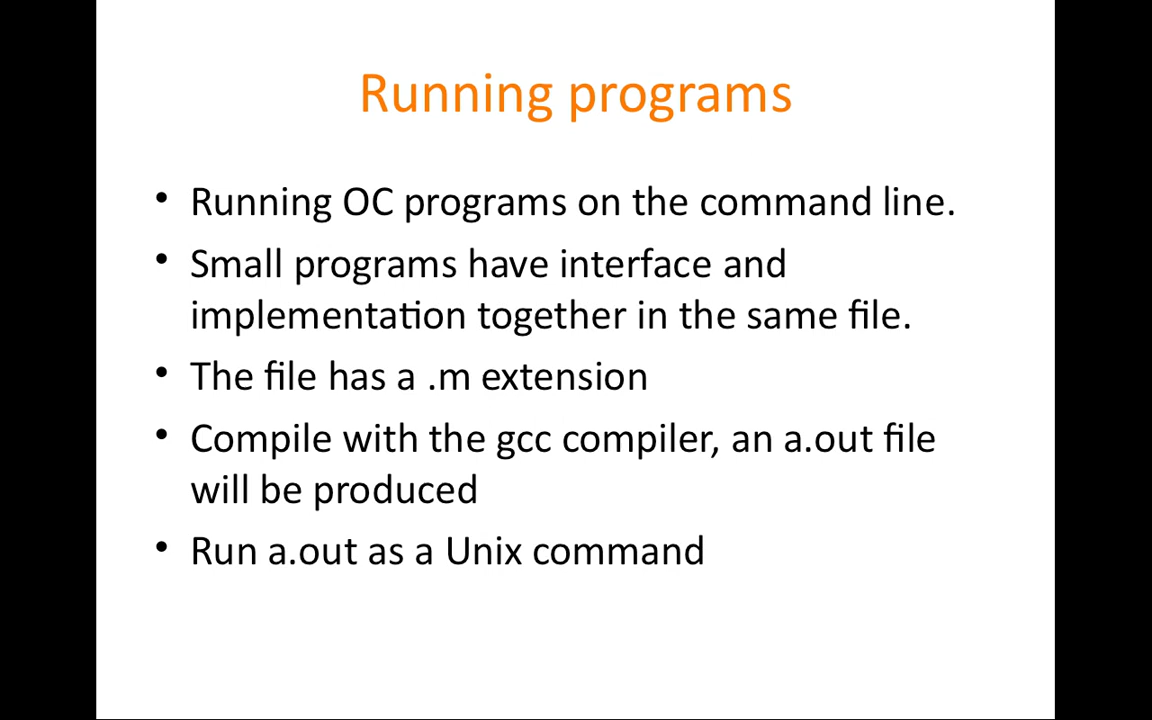 Running programs
• Running OC programs on the command line.
• Small programs have interface and
implementation together in the same file.
• The file has a .m extension
• Compile with the gcc compiler, an a.out file
will be produced
• Run a.out as a Unix command